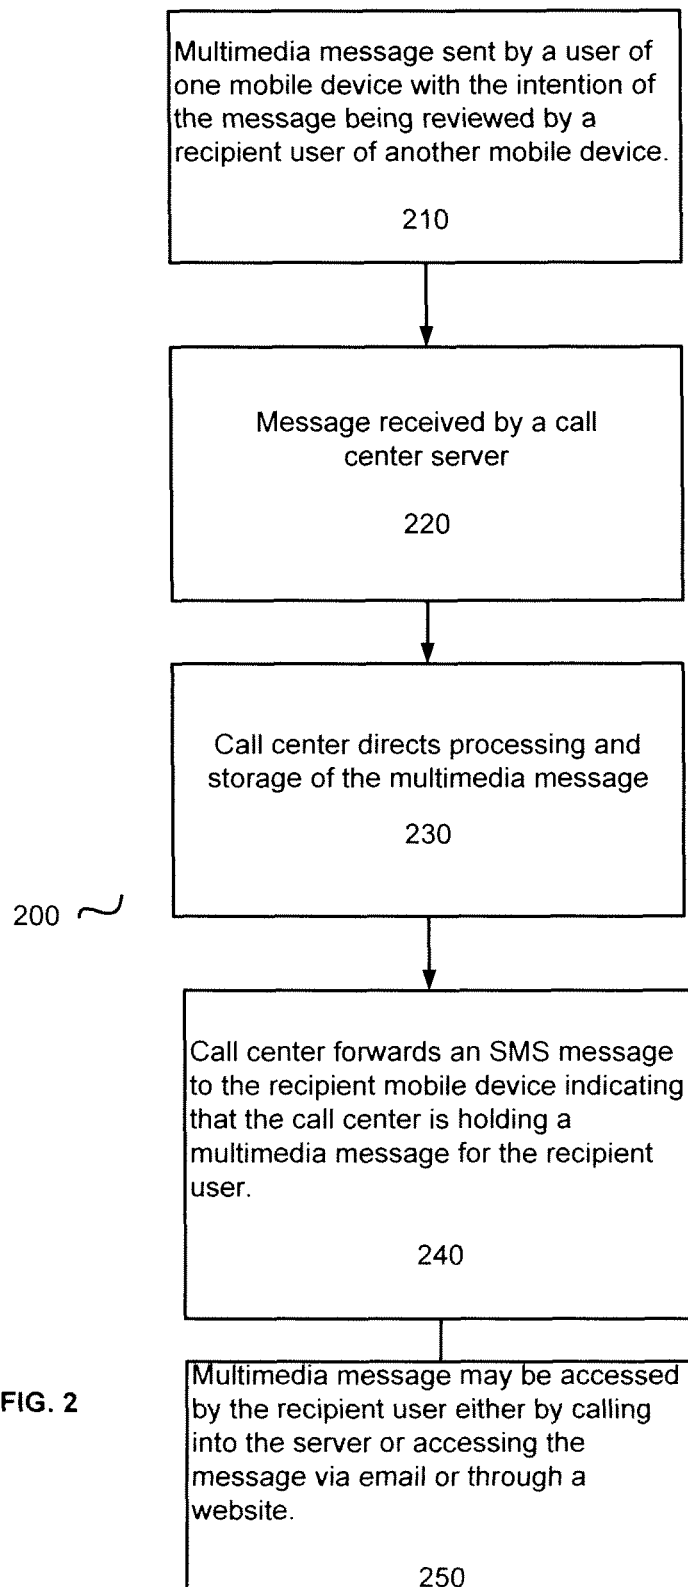 Multimedia message sent by a user of
one mobile device with the intention of
the message being reviewed by a
recipient user of another mobile device.
210
Message received by a call
center server
220
Call center directs processing and
storage of the multimedia message
230
200
Call center forwards an SMS message
to the recipient mobile device indicating
that the call center is holding a
multimedia message for the recipient
user.
240
FIG. 2
Multimedia message may be accessed
by the recipient user either by calling
into the server or accessing the
message via email or through a
website.
250